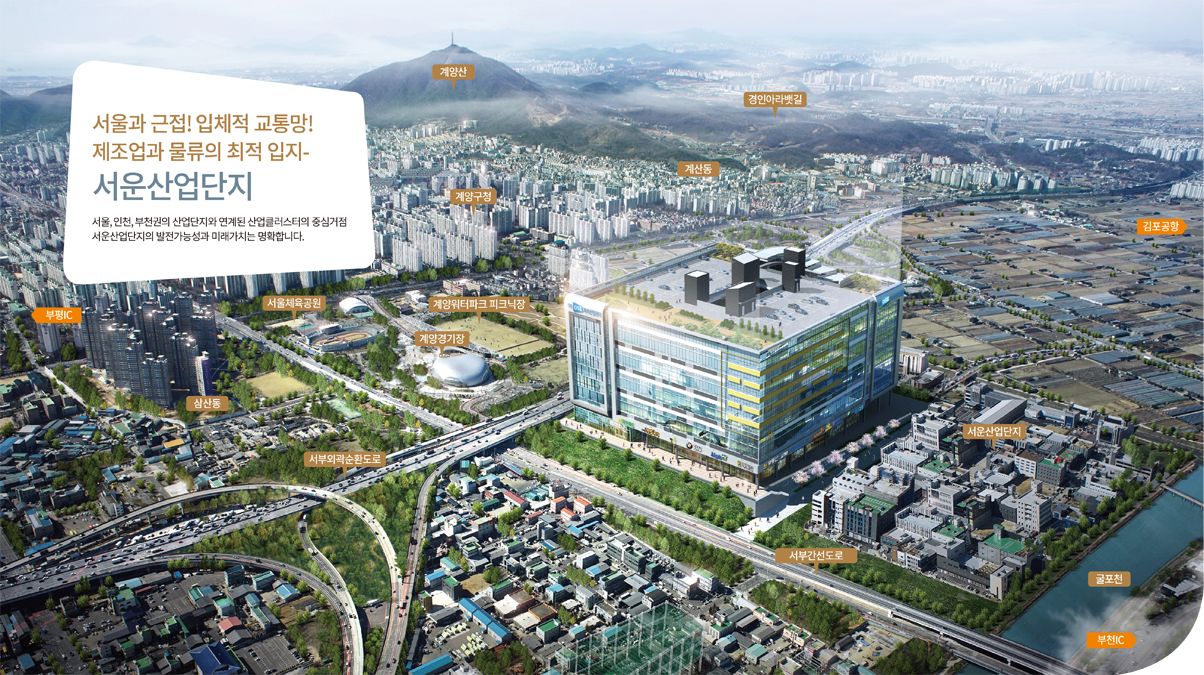 서울과 근접! 입체적 교통망!
제조업과 물류의 최적 입지-
서운산업단지
서울, 인천, 부천권의 산업단지와 연계된 산업클러스터의 중심거점
서운산업단지의 발전가능성과 미래가치는 명확합니다.
계양산
경인아라뱃길
계산동
계양구청
김포공항
서울체육공원
계양워터파크 피크닉장
부평IC
계양경기장
삼산동
서운산업단지
서부외곽순환도로
서부간선도로
굴포천
부천IC